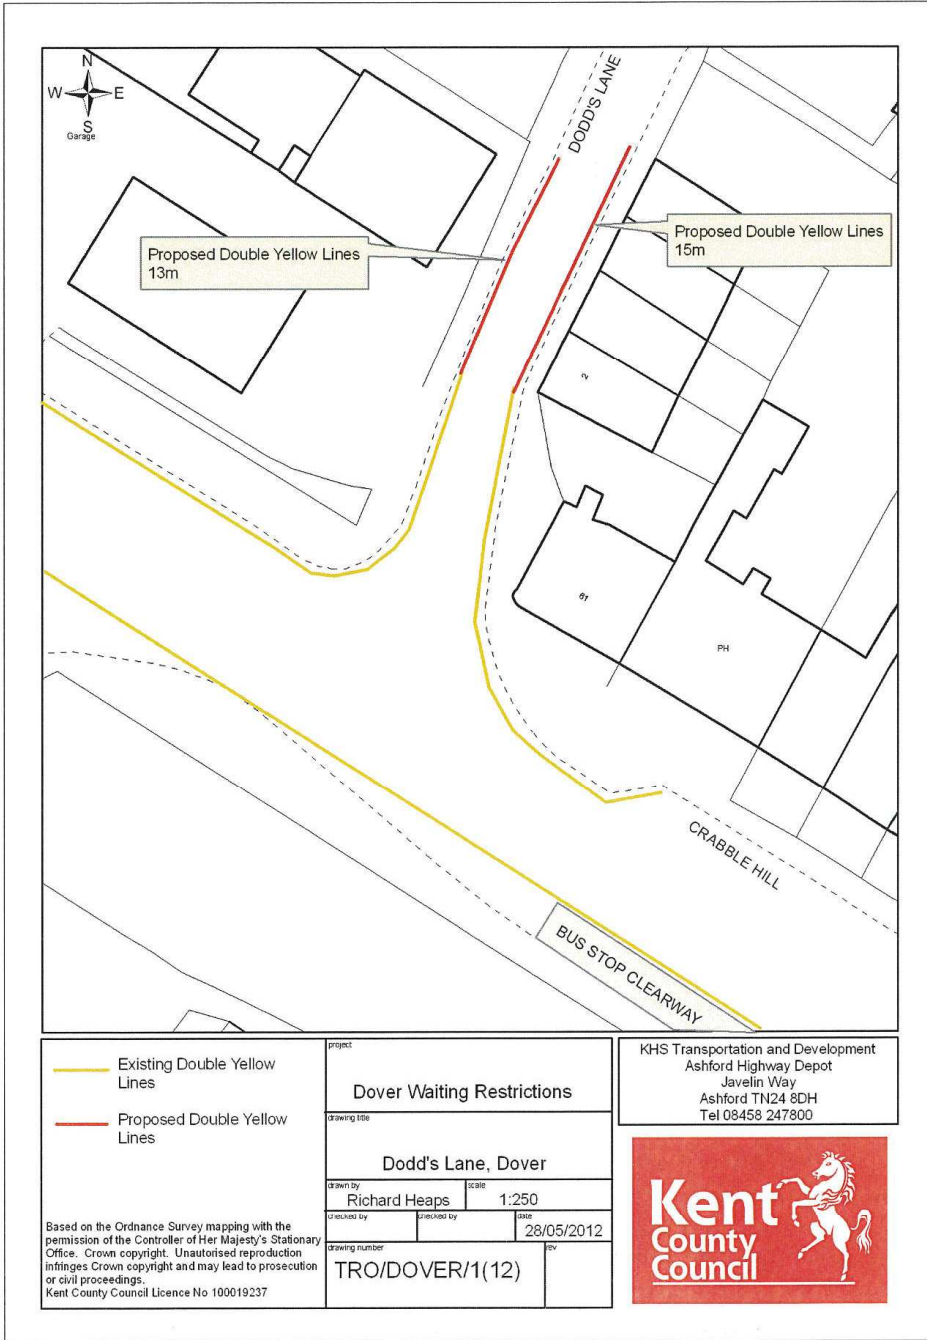 N
W E
S
Garage
DODD'S LANE
Proposed Double Yellow Lines
13m
Proposed Double Yellow Lines
15m
2
61
PH
CRABBLE HILL
BUS STOP CLEARWAY
Existing Double Yellow
Lines
Proposed Double Yellow
Lines
Based on the Ordnance Survey mapping with the
permission of the Controller of Her Majesty's Stationary
Office. Crown copyright. Unautorised reproduction
infringes Crown copyright and may lead to prosecution
or civil proceedings.
Kent County Council Licence No 100019237
project
Dover Waiting Restrictions
drawing title
Dodd's Lane, Dover
drawn by
Richard Heaps
scale
1:250
checked by
checked by
date
28/05/2012
drawing number
TRO/DOVER/1(12)
rev
KHS Transportation and Development
Ashford Highway Depot
Javelin Way
Ashford TN24 8DH
Tel 08458 247800
Kent
County
Council